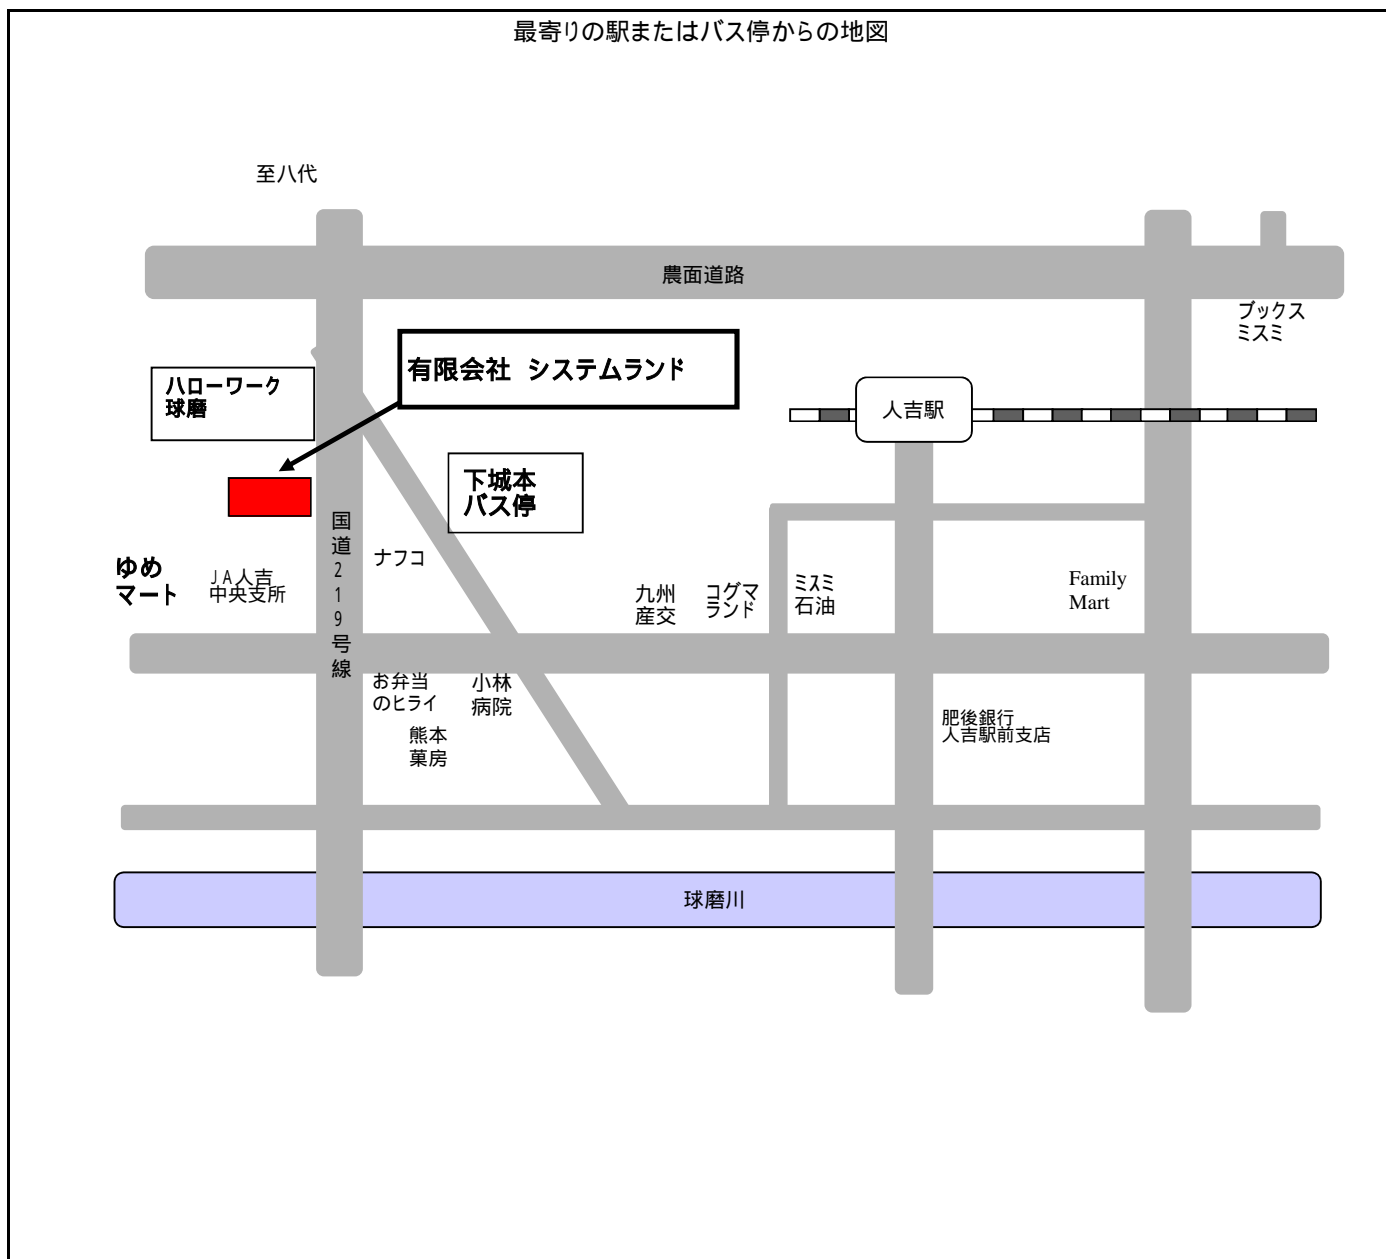 最寄りの駅またはバス停からの地図
至八代
農面道路
ブックス
ミスミ
有限会社 システムランド
ハローワーク
球磨
人吉駅
下城本
バス停
国道219号線
ナフコ
ゆめ
マート
JA人吉
中央支所
九州
産交
コグマ
ランド
ミスミ
石油
Family
Mart
お弁当
のヒライ
小林
病院
熊本
菓房
肥後銀行
人吉駅前支店
球磨川